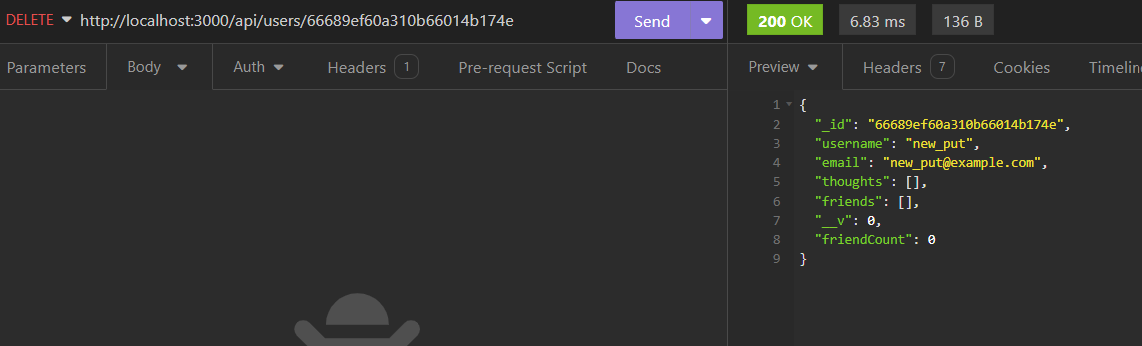 DELETE http://localhost:3000/api/users/66689ef60a310b66014b174e Send 200 OK 6.83 ms 136 B
Parameters Body Auth Headers 1 Pre-request Script Docs Preview Headers 7 Cookies Timelin
1 {
2 "_id": "66689ef60a310b66014b174e",
3 "username": "new_put",
4 "email": "new_put@example.com",
5 "thoughts": [],
6 "friends": [],
7 "__v": 0,
8 "friendCount": 0
9 }